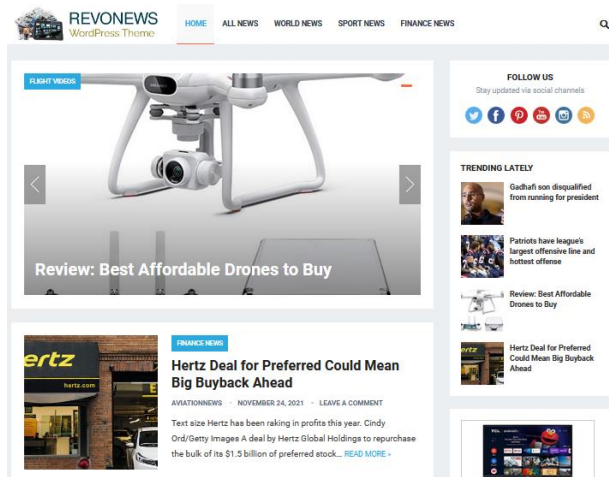 REVONEWS
WordPress Theme
HOME ALL NEWS WORLD NEWS SPORT NEWS FINANCE NEWS
FLIGHT VIDEOS
Review: Best Affordable Drones to Buy
ertz
hertz.com
FINANCE NEWS
Hertz Deal for Preferred Could Mean
Big Buyback Ahead
AVIATIONNEWS - NOVEMBER 24, 2021 - LEAVE A COMMENT
Text size Hertz has been raking in profits this year. Cindy
Ord/Getty Images A deal by Hertz Global Holdings to repurchase
the bulk of its $1.5 billion of preferred stock... READ MORE »
FOLLOW US
Stay updated via social channels
TRENDING LATELY
Gadhafi son disqualified
from running for president
Patriots have league's
largest offensive line and
hottest offense
Review: Best Affordable
Drones to Buy
ertz
Hertz Deal for Preferred
Could Mean Big Buyback
Ahead
TCL